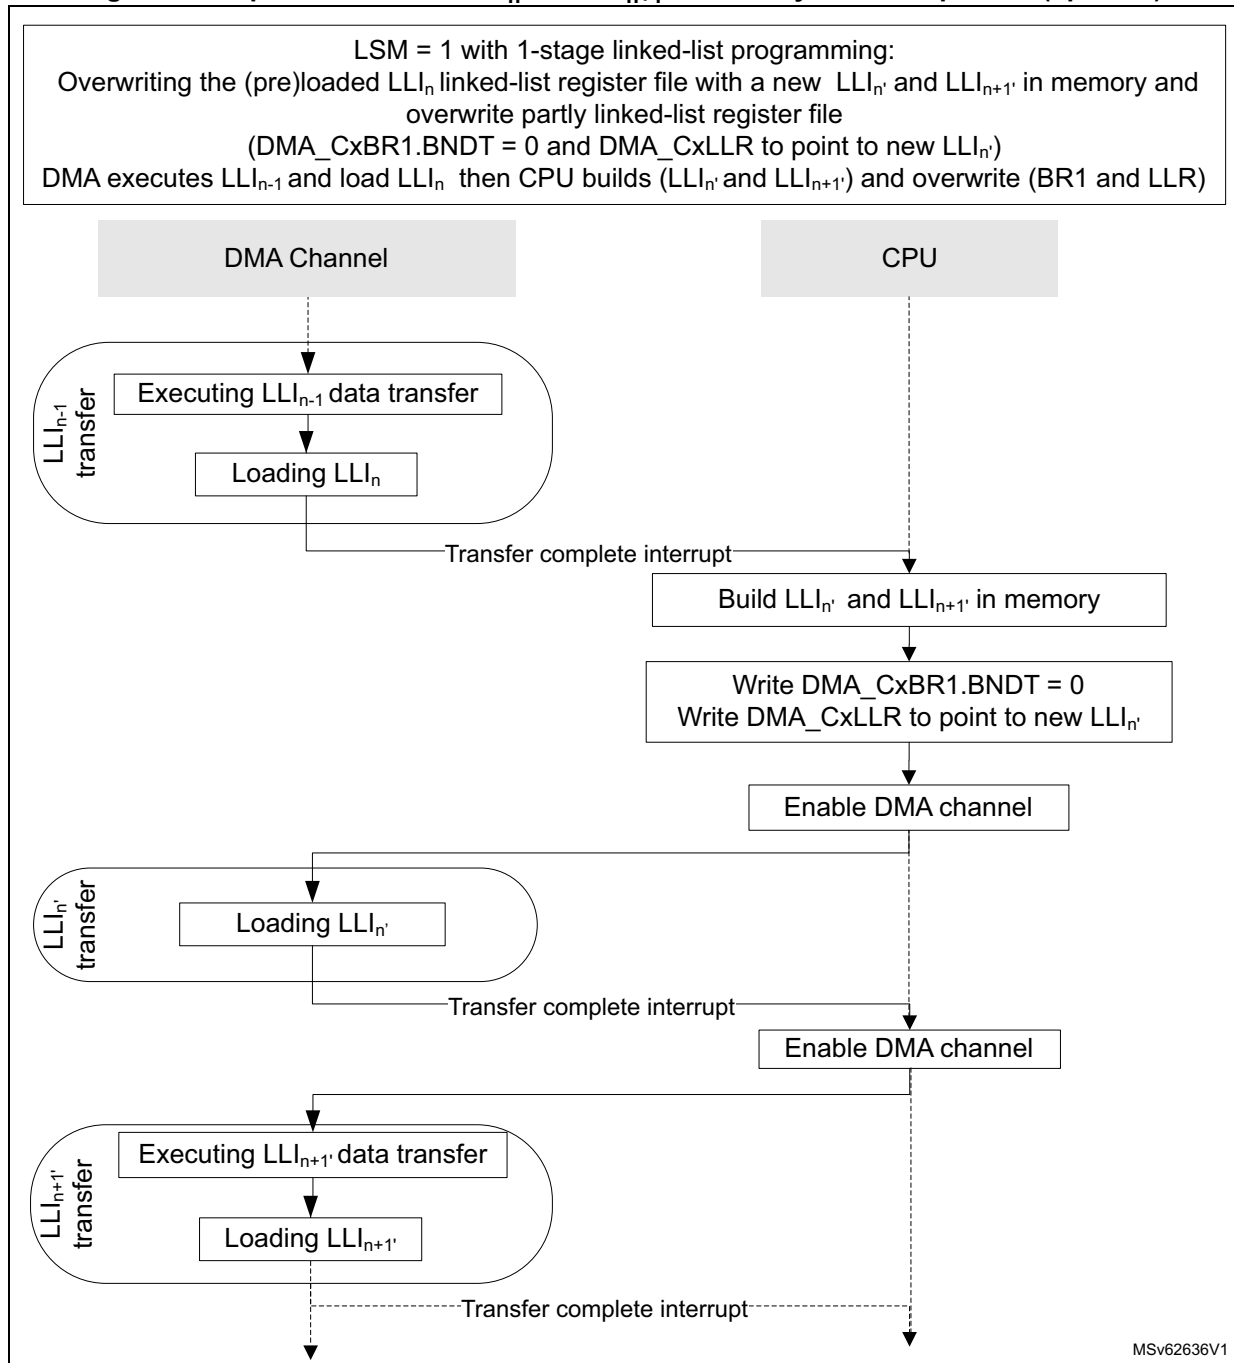 LSM = 1 with 1-stage linked-list programming:
Overwriting the (pre)loaded LLIn linked-list register file with a new LLIn' and LLIn+1' in memory and
overwrite partly linked-list register file
(DMA_CxBR1.BNDT = 0 and DMA_CxLLR to point to new LLIn')
DMA executes LLIn-1 and load LLIn then CPU builds (LLIn' and LLIn+1') and overwrite (BR1 and LLR)
DMA Channel
CPU
LLIn-1
transfer
Executing LLIn-1 data transfer
Loading LLIn
Transfer complete interrupt
Build LLIn' and LLIn+1' in memory
Write DMA_CxBR1.BNDT = 0
Write DMA_CxLLR to point to new LLIn'
Enable DMA channel
LLIn'
transfer
Loading LLIn'
Transfer complete interrupt
Enable DMA channel
LLIn+1'
transfer
Executing LLIn+1' data transfer
Loading LLIn+1'
Transfer complete interrupt
MSv62636V1